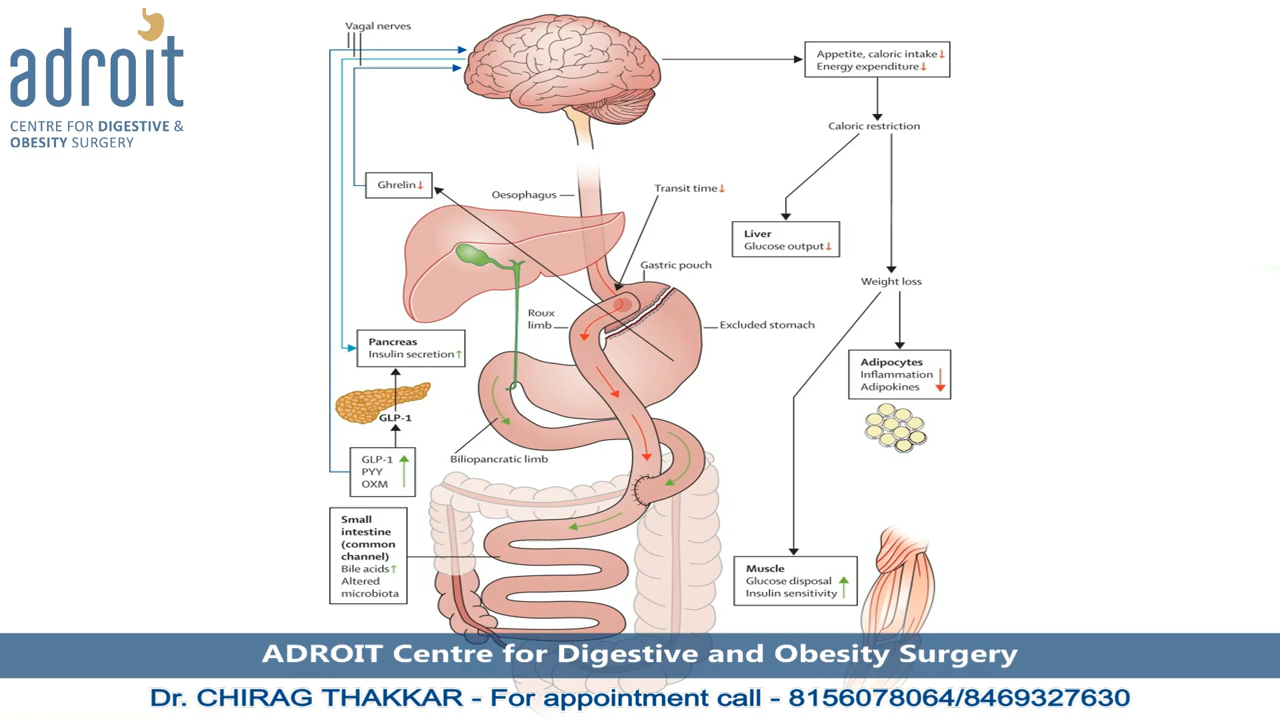 adroit
CENTRE FOR DIGESTIVE &
OBESITY SURGERY
Vagal nerves
Appetite, caloric intake↓
Energy expenditure↓
Caloric restriction
Ghrelin↓
Oesophagus
Transit time↓
Liver
Glucose output↓
Gastric pouch
Weight loss
Roux
limb
Excluded stomach
Pancreas
Insulin secretion↑
Adipocytes
Inflammation
Adipokines
↓
GLP-1
Biliopancratic limb
GLP-1
PYY
OXM
↑
Small
intestine
(common
channel)
Bile acids↑
Altered
microbiota
Muscle
Glucose disposal
Insulin sensitivity
↑
ADROIT Centre for Digestive and Obesity Surgery
Dr. CHIRAG THAKKAR - For appointment call - 8156078064/8469327630